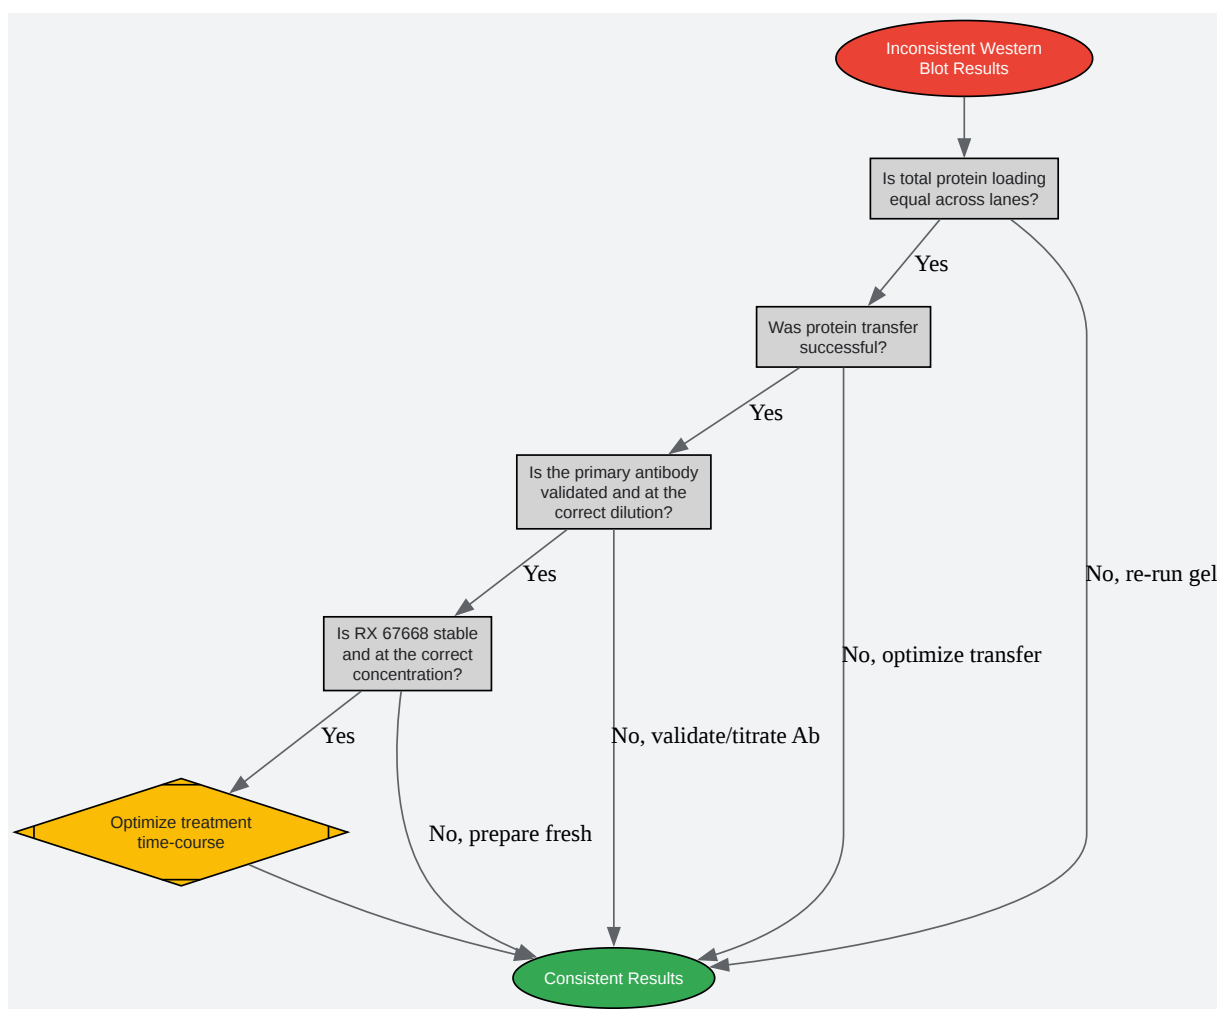 Inconsistent Western
Blot Results
Is total protein loading
equal across lanes?
Yes
Was protein transfer
successful?
Yes
Is the primary antibody
validated and at the
correct dilution?
Yes
No, re-run gel
Is RX 67668 stable
and at the correct
concentration?
No, optimize transfer
Yes
No, validate/titrate Ab
Optimize treatment
time-course
No, prepare fresh
Consistent Results